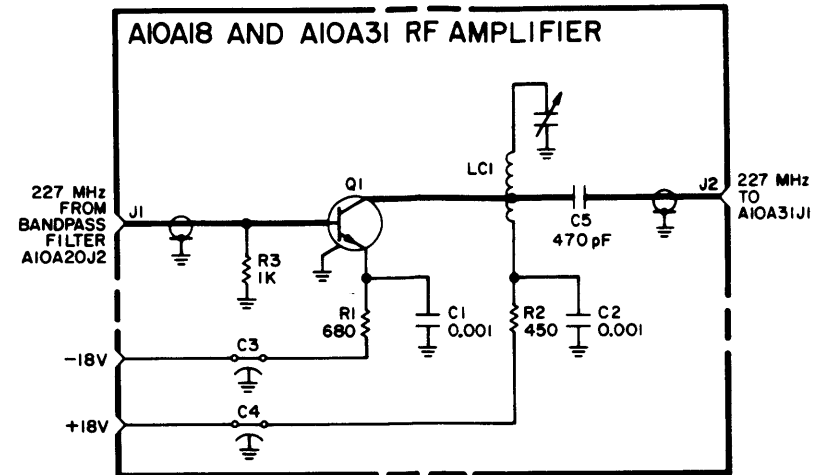 A10A18 AND A10A31 RF AMPLIFIER
LC1
Q1
227 MHz
FROM
BANDPASS
FILTER
A10A20J2
J1
J2
227 MHz
TO
A10A31J1
C5
470 pF
R3
1K
R1
680
C1
0.001
R2
450
C2
0.001
-18V
C3
+18V
C4